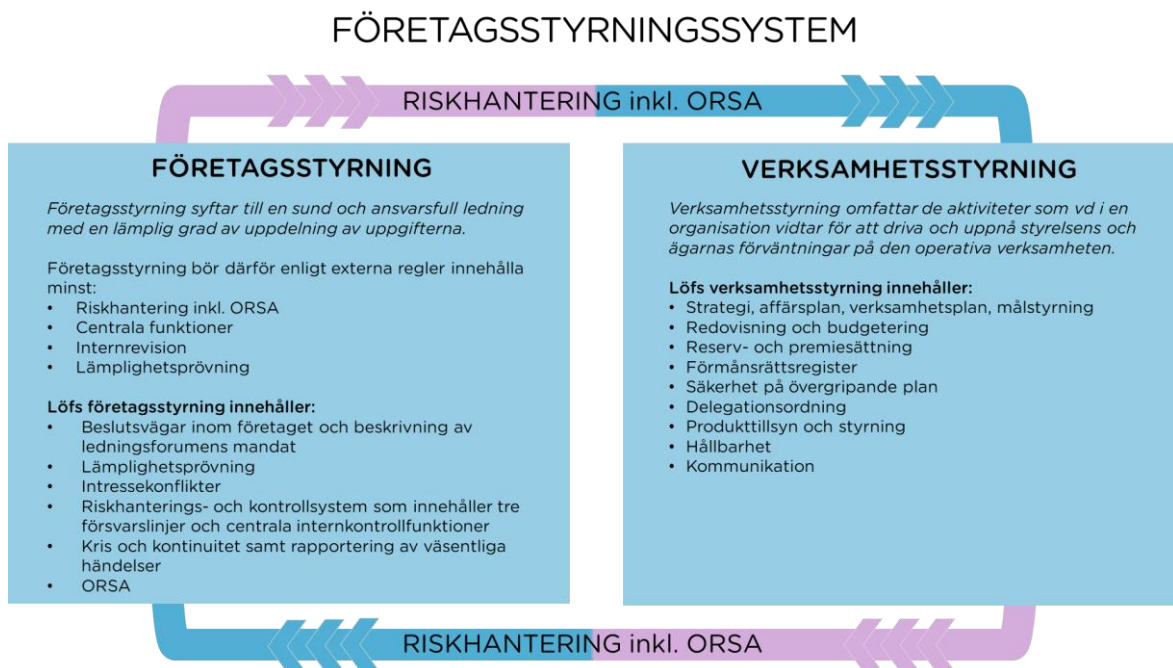 FÖRETAGSSTYRNINGSSYSTEM
RISKHANTERING inkl. ORSA
FÖRETAGSSTYRNING
Företagsstyrning syftar till en sund och ansvarsfull ledning
med en lämplig grad av uppdelning av uppgifterna.
Företagsstyrning bör därför enligt externa regler innehålla
minst:
• Riskhantering inkl. ORSA
• Centrala funktioner
• Internrevision
• Lämplighetsprövning
Löfs företagsstyrning innehåller:
• Beslutsvägar inom företaget och beskrivning av
ledningsforumens mandat
• Lämplighetsprövning
• Intressekonflikter
• Riskhanterings- och kontrollsystem som innehåller tre
försvarslinjer och centrala internkontrollfunktioner
• Kris och kontinuitet samt rapportering av väsentliga
händelser
• ORSA
VERKSAMHETSSTYRNING
Verksamhetsstyrning omfattar de aktiviteter som vd i en
organisation vidtar för att driva och uppnå styrelsens och
ägarnas förväntningar på den operativa verksamheten.
Löfs verksamhetsstyrning innehåller:
• Strategi, affärsplan, verksamhetsplan, målstyrning
• Redovisning och budgetering
• Reserv- och premiesättning
• Förmånsrättsregister
• Säkerhet på övergripande plan
• Delegationsordning
• Produkttillsyn och styrning
• Hållbarhet
• Kommunikation
RISKHANTERING inkl. ORSA